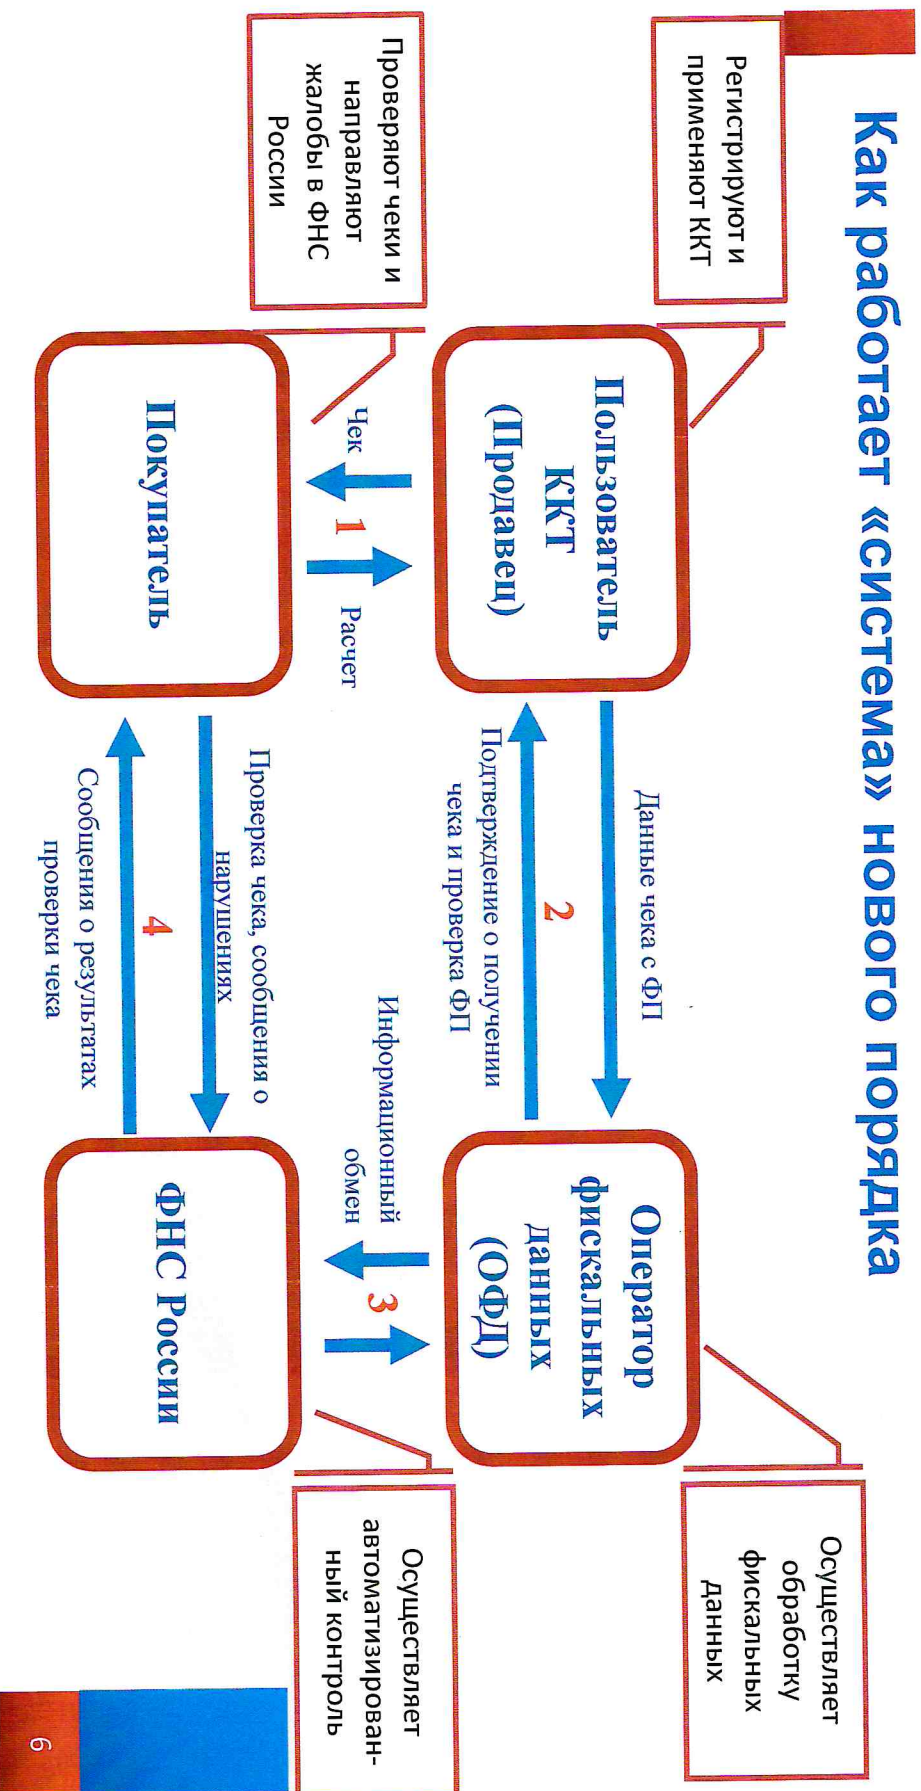 Как работает «система» нового порядка
Регистрируют и
применяют ККТ
Пользователь
ККТ
(Продавец)
Данные чека с ФП
2
Подтверждение о получении
чека и проверка ФП
Оператор
фискальных
данных
(ОФД)
Осуществляет
обработку
фискальных
данных
Чек
1
Расчет
Информационный
обмен
3
Проверяют чеки и
направляют
жалобы в ФНС
России
Покупатель
Проверка чека, сообщения о
нарушениях
4
Сообщения о результатах
проверки чека
ФНС России
Осуществляет
автоматизирован-
ный контроль
6